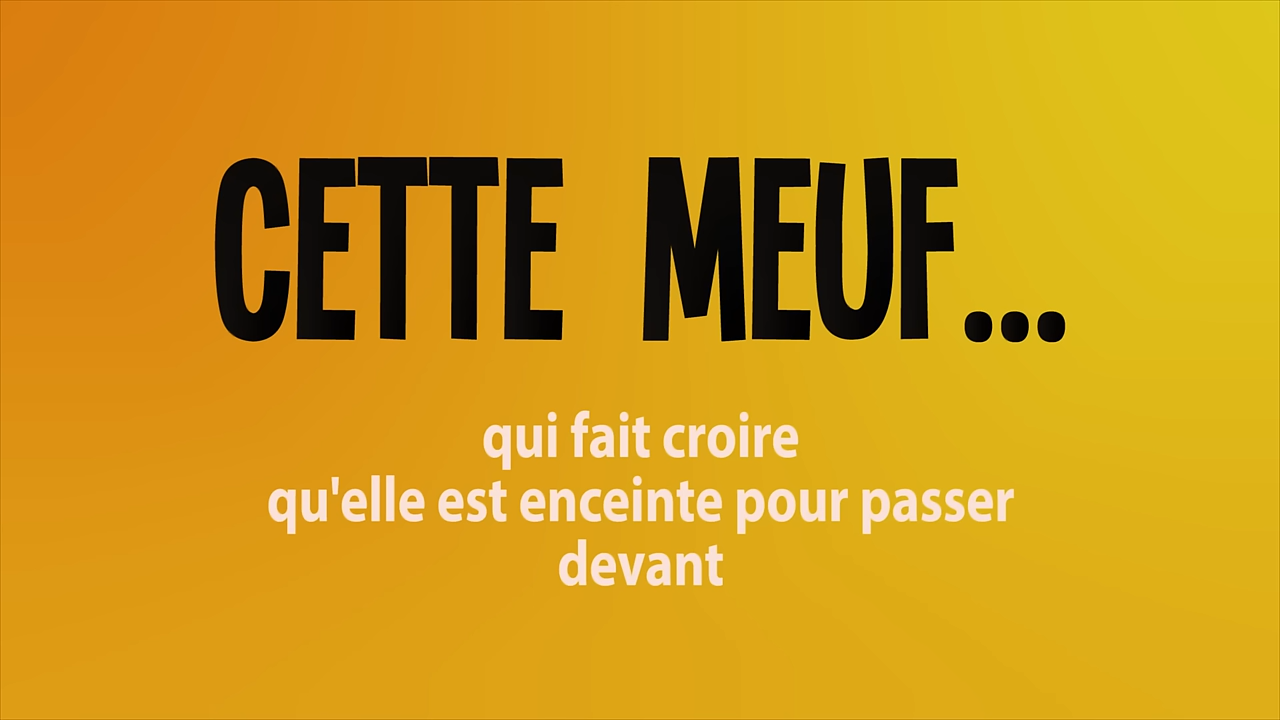 CETTE MEUF...
qui fait croire
qu'elle est enceinte pour passer
devant